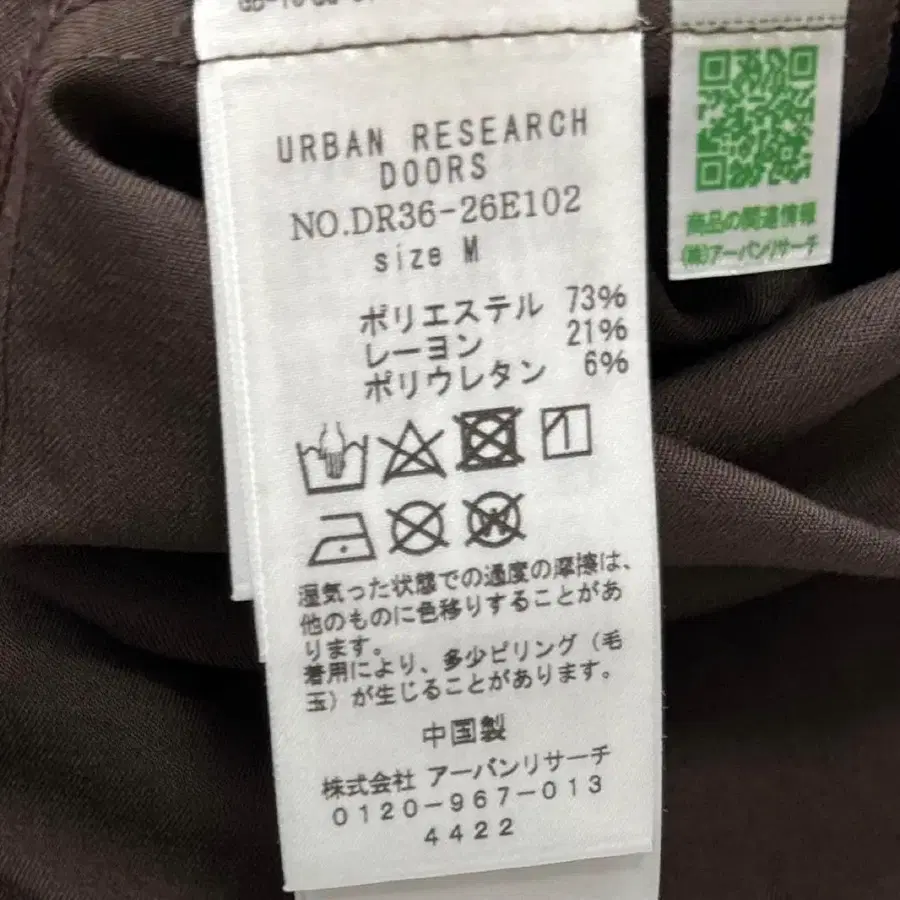 URBAN RESEARCH
DOORS
NO.DR36-26E102
size M
ポリエステル 73%
レーヨン 21%
ポリウレタン 6%
湿気った状態での過度の摩擦は、
他のものに色移りすることがあ
ります。
着用により、多少ピリング（毛
玉）が生じることがあります。
中国製
株式会社 アーバンリサーチ
0120-967-013
4422
商品の関連情報
(株)アーバンリサーチ